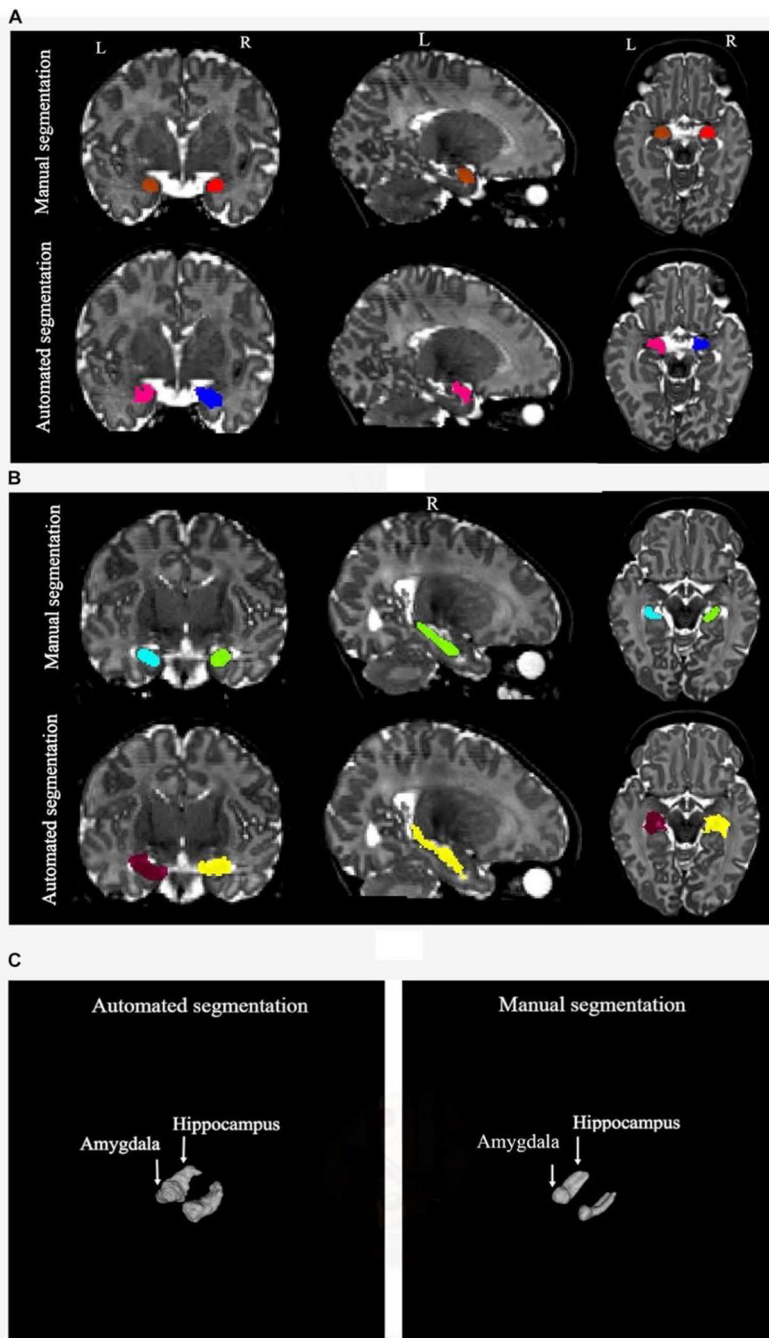 A
L
R
L
L
R
Manual segmentation
Automated segmentation
B
R
Manual segmentation
Automated segmentation
C
Automated segmentation
Hippocampus
Amygdala
Manual segmentation
Hippocampus
Amygdala